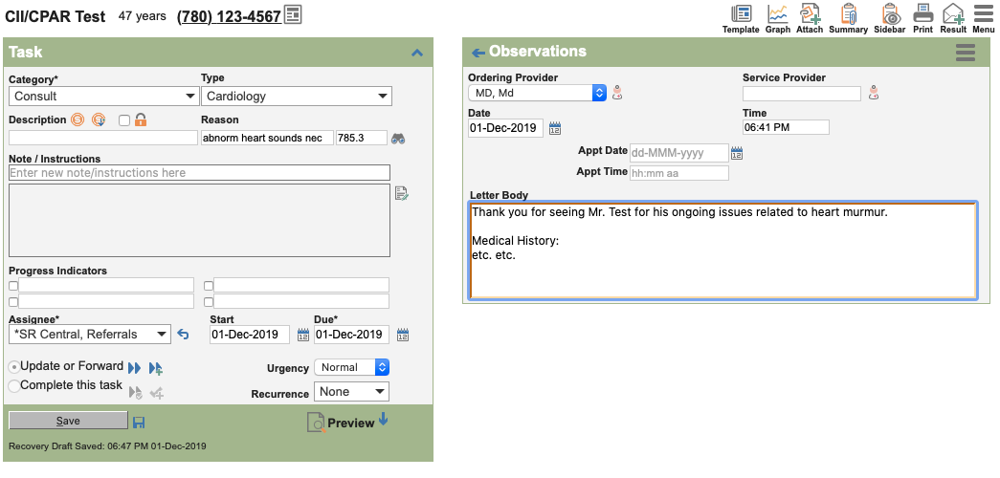 CII/CPAR Test 47 years (780) 123-4567
Template Graph Attach Summary Sidebar Print Result Menu
Task
Category* Type
Consult Cardiology
Description Reason
abnorm heart sounds nec 785.3
Note / Instructions
Enter new note/instructions here
Progress Indicators
Assignee* Start Due*
*SR Central, Referrals 01-Dec-2019 12 01-Dec-2019 12
Update or Forward Urgency Normal
Complete this task Recurrence None
Save Preview
Recovery Draft Saved: 06:47 PM 01-Dec-2019
Observations
Ordering Provider Service Provider
MD, Md
Date Time
01-Dec-2019 12 06:41 PM
Appt Date dd-MMM-yyyy 12
Appt Time hh:mm aa
Letter Body
Thank you for seeing Mr. Test for his ongoing issues related to heart murmur.
Medical History:
etc. etc.